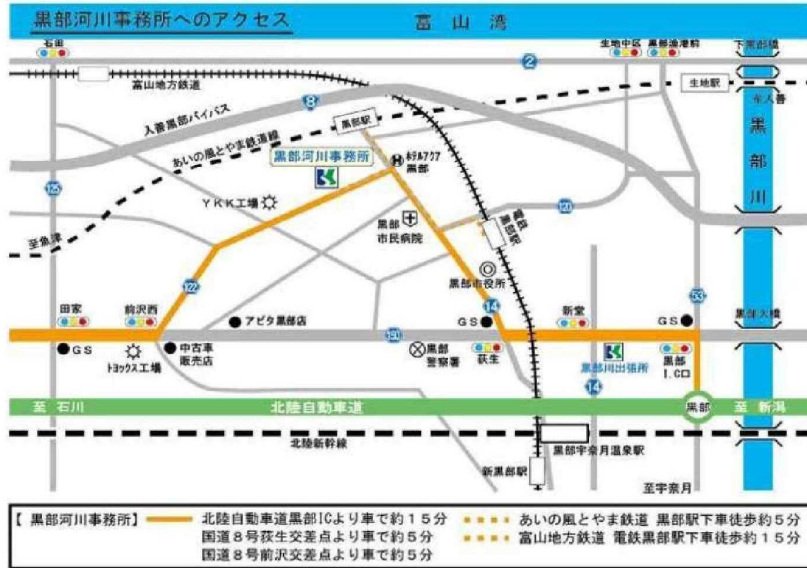 黒部河川事務所へのアクセス
富山湾
石田
生地中区
黒部漁港前
下黒部橋
2
富山地方鉄道
生地駅
至入善
8
入善黒部バイパス
黒部駅
あいの風とやま鉄道線
黒部川
黒部河川事務所
H
ホテルアクア
黒部
125
YKK工場
120
黒部
市民病院
電鉄
黒部駅
至魚津
黒部市役所
122
53
田家
前沢西
アピタ黒部店
GS
14
新堂
GS
黒部大橋
GS
トヨックス工場
中古車
販売店
黒部
警察署
荻生
黒部川出張所
黒部
I.C口
14
至 石川
北陸自動車道
黒部
至 新潟
北陸新幹線
黒部宇奈月温泉駅
新黒部駅
至宇奈月
【 黒部河川事務所】
北陸自動車道黒部ICより車で約15分
国道8号荻生交差点より車で約5分
国道8号前沢交差点より車で約5分
あいの風とやま鉄道 黒部駅下車徒歩約5分
富山地方鉄道 電鉄黒部駅下車徒歩約15分